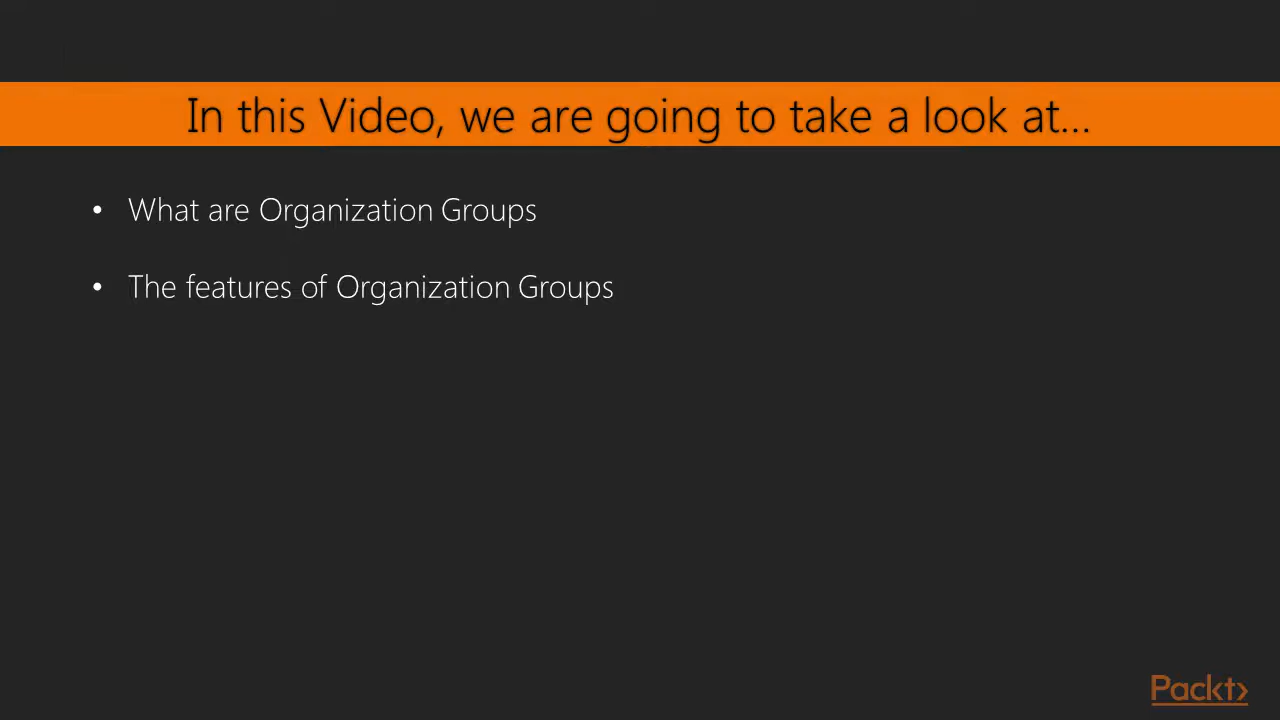 In this Video, we are going to take a look at...
• What are Organization Groups
• The features of Organization Groups
Packt>